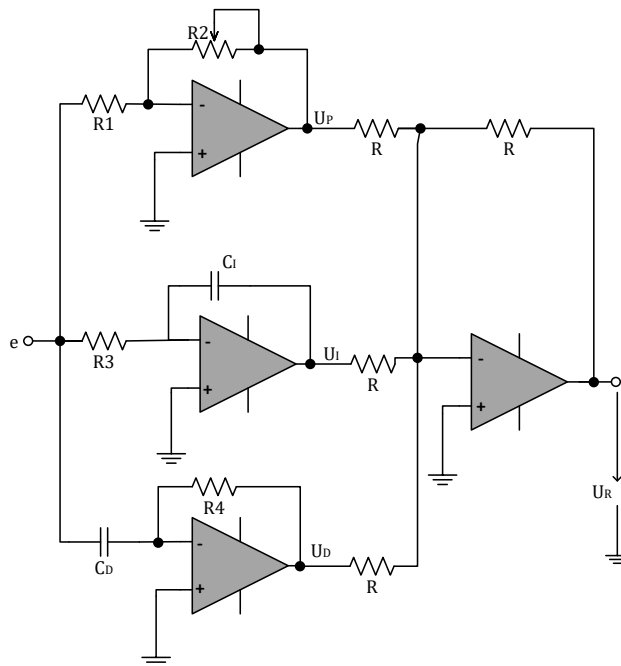 R2
R1
-
+
UP
R
R
CI
e
R3
-
+
UI
R
-
+
UR
R4
CD
-
+
UD
R